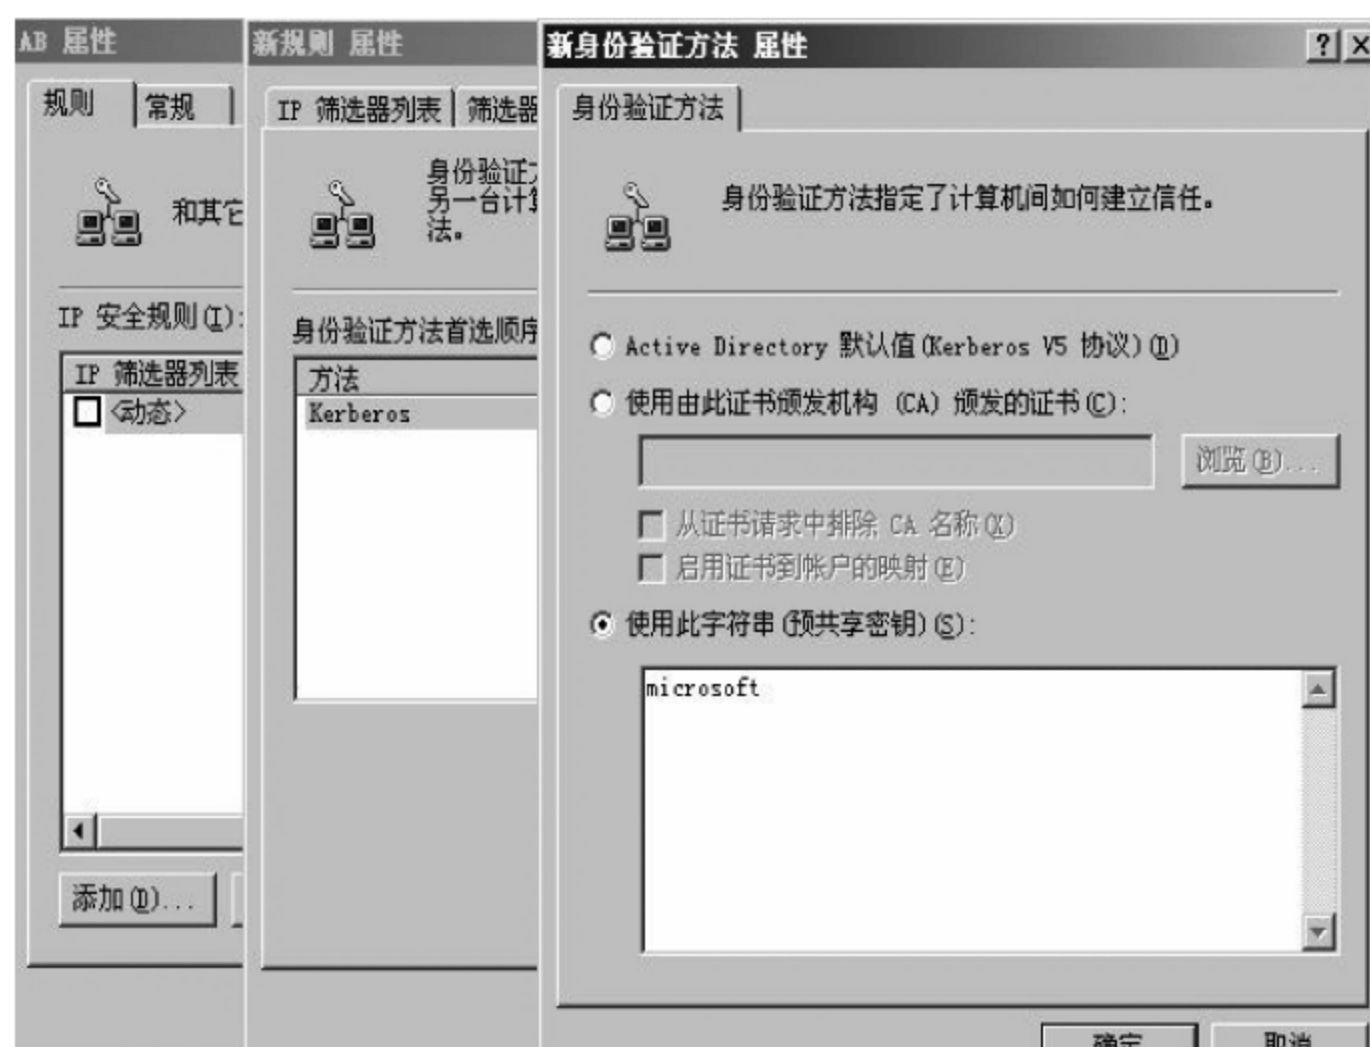 AB 属性
规则
常规
和其它
IP 安全规则(I):
IP 筛选器列表
<动态>
添加(D)...
新规则 属性
IP 筛选器列表
筛选器
身份验证方
另一台计算
法。
身份验证方法首选顺序
方法
Kerberos
新身份验证方法 属性
身份验证方法
身份验证方法指定了计算机间如何建立信任。
Active Directory 默认值(Kerberos V5 协议)(D)
使用由此证书颁发机构 (CA) 颁发的证书(C):
浏览(B)...
从证书请求中排除 CA 名称(X)
启用证书到帐户的映射(E)
使用此字符串(预共享密钥)(S):
microsoft
确定
取消